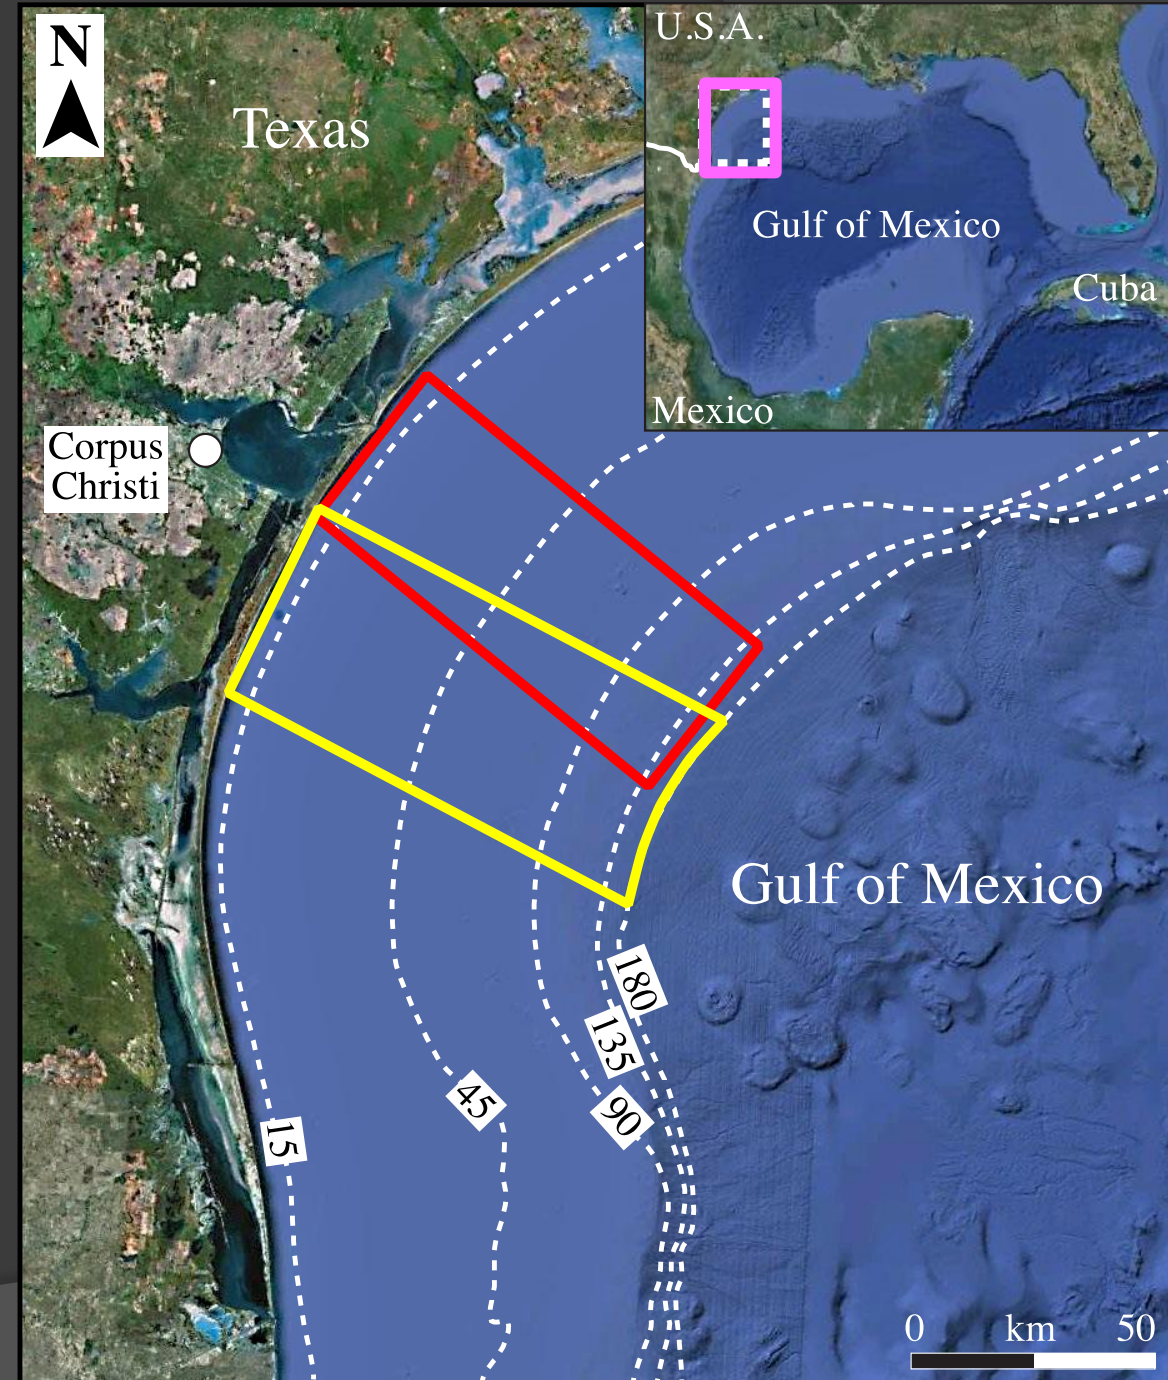 N
Texas
U.S.A.
Gulf of Mexico
Cuba
Mexico
Corpus
Christi
Gulf of Mexico
180
135
90
45
15
0 km 50